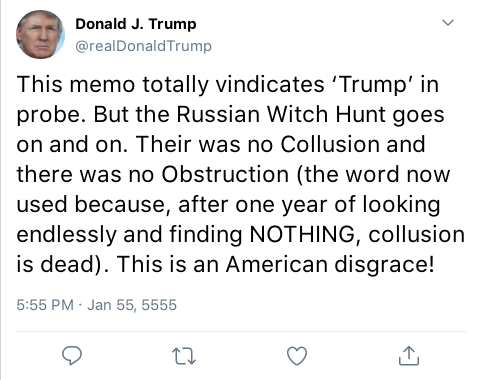 Donald J. Trump
@realDonaldTrump
This memo totally vindicates ‘Trump’ in
probe. But the Russian Witch Hunt goes
on and on. Their was no Collusion and
there was no Obstruction (the word now
used because, after one year of looking
endlessly and finding NOTHING, collusion
is dead). This is an American disgrace!
5:55 PM · Jan 55, 5555